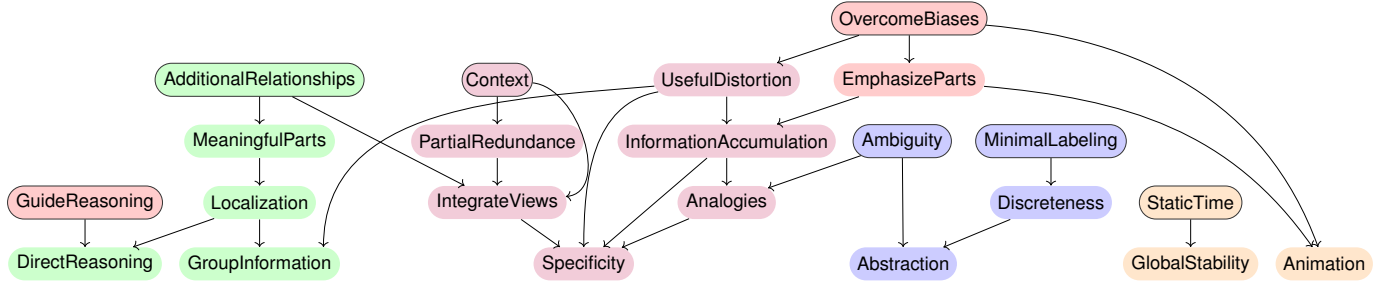 OvercomeBiases
AdditionalRelationships
Context
UsefulDistortion
EmphasizeParts
MeaningfulParts
PartialRedundance
InformationAccumulation
Ambiguity
MinimalLabeling
GuideReasoning
Localization
IntegrateViews
Analogies
Discreteness
StaticTime
DirectReasoning
GroupInformation
Specificity
Abstraction
GlobalStability
Animation